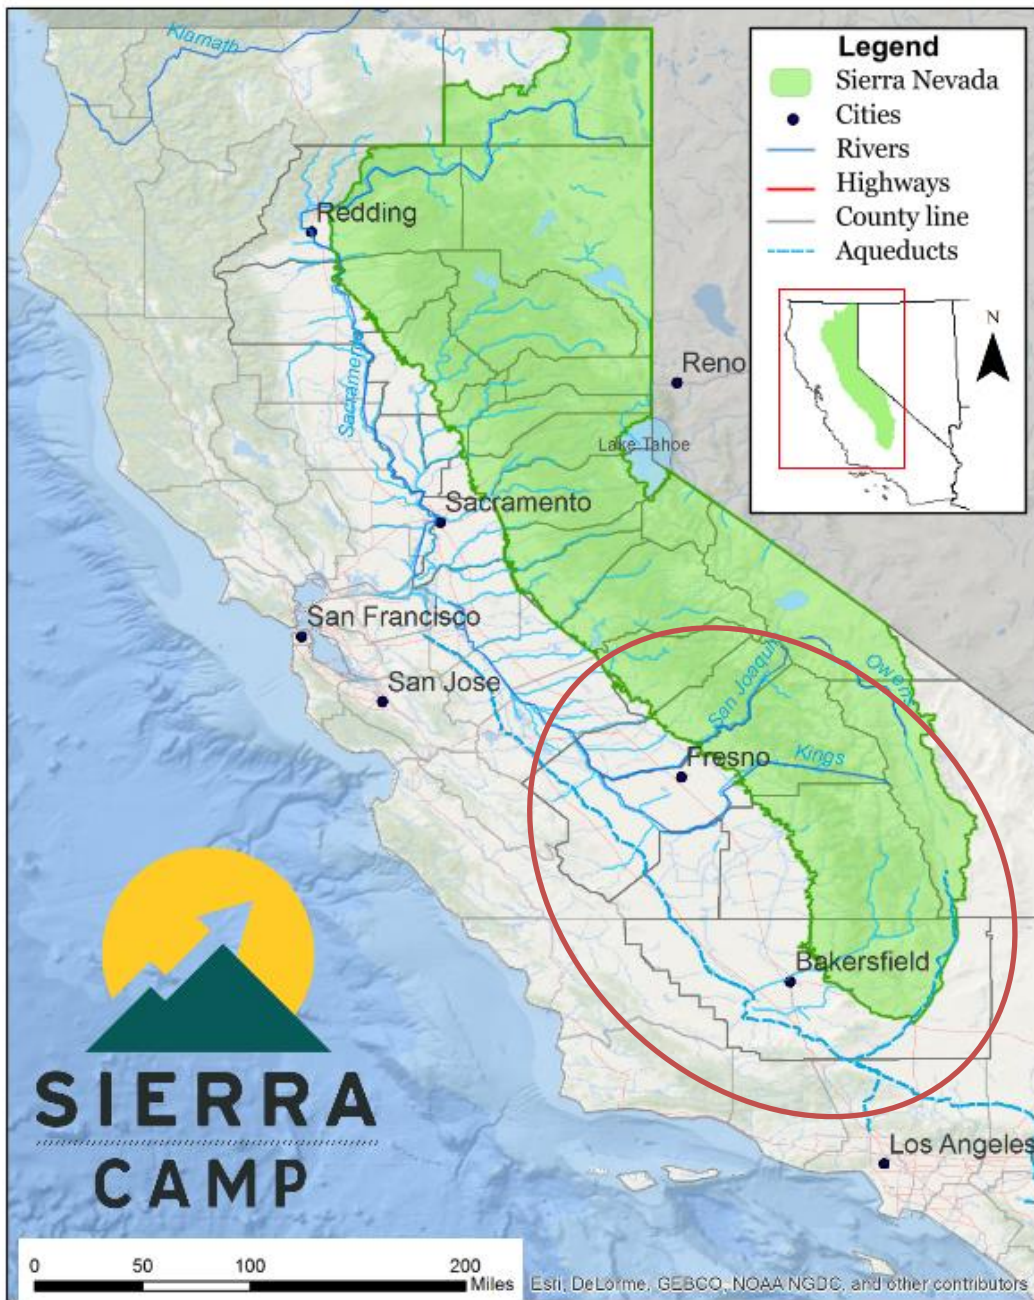 Legend
Sierra Nevada
Cities
Rivers
Highways
County line
Aqueducts
N
Klamath
Redding
Sacramento
Reno
Lake Tahoe
Sacramento
San Francisco
San Jose
San Joaquin
Owens
Fresno
Kings
Bakersfield
Los Angeles
SIERRA
CAMP
0 50 100 200
Miles
Esri, DeLorme, GEBCO, NOAA NGDC, and other contributors